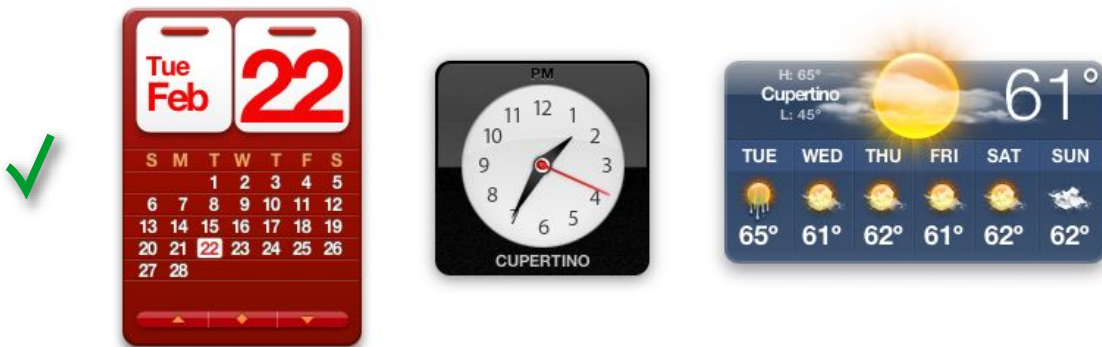 Tue
Feb
22
S M T W T F S
1 2 3 4 5
6 7 8 9 10 11 12
13 14 15 16 17 18 19
20 21 22 23 24 25 26
27 28
PM
12
11 1
10 2
9 3
8 4
7 6 5
CUPERTINO
H: 65°
Cupertino
L: 45°
61°
TUE WED THU FRI SAT SUN
65° 61° 62° 61° 62° 62°